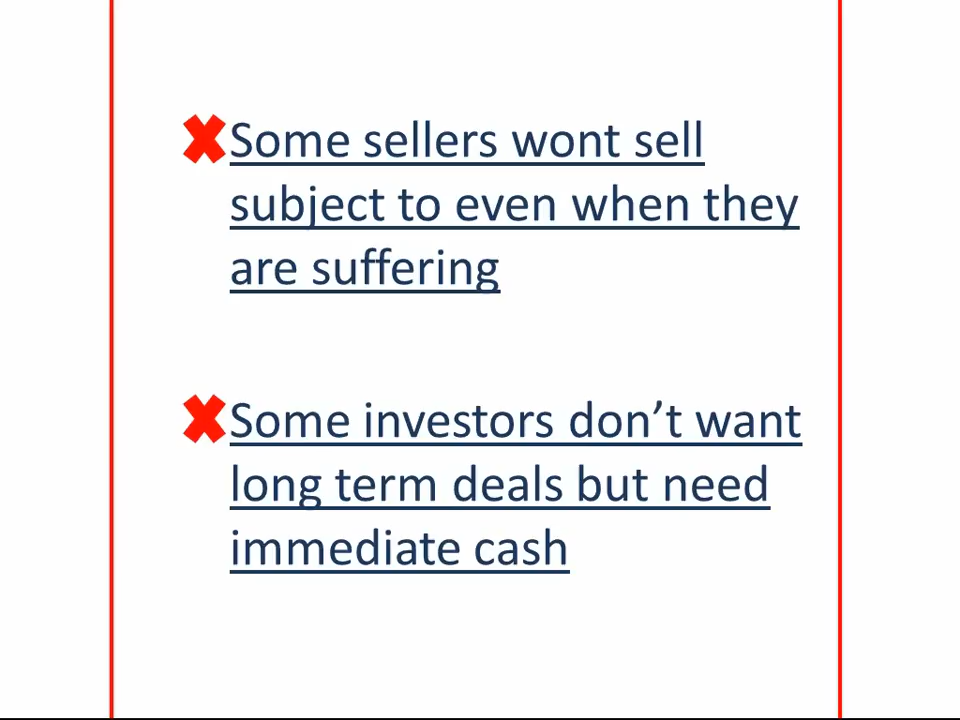 Some sellers wont sell
subject to even when they
are suffering
Some investors don’t want
long term deals but need
immediate cash